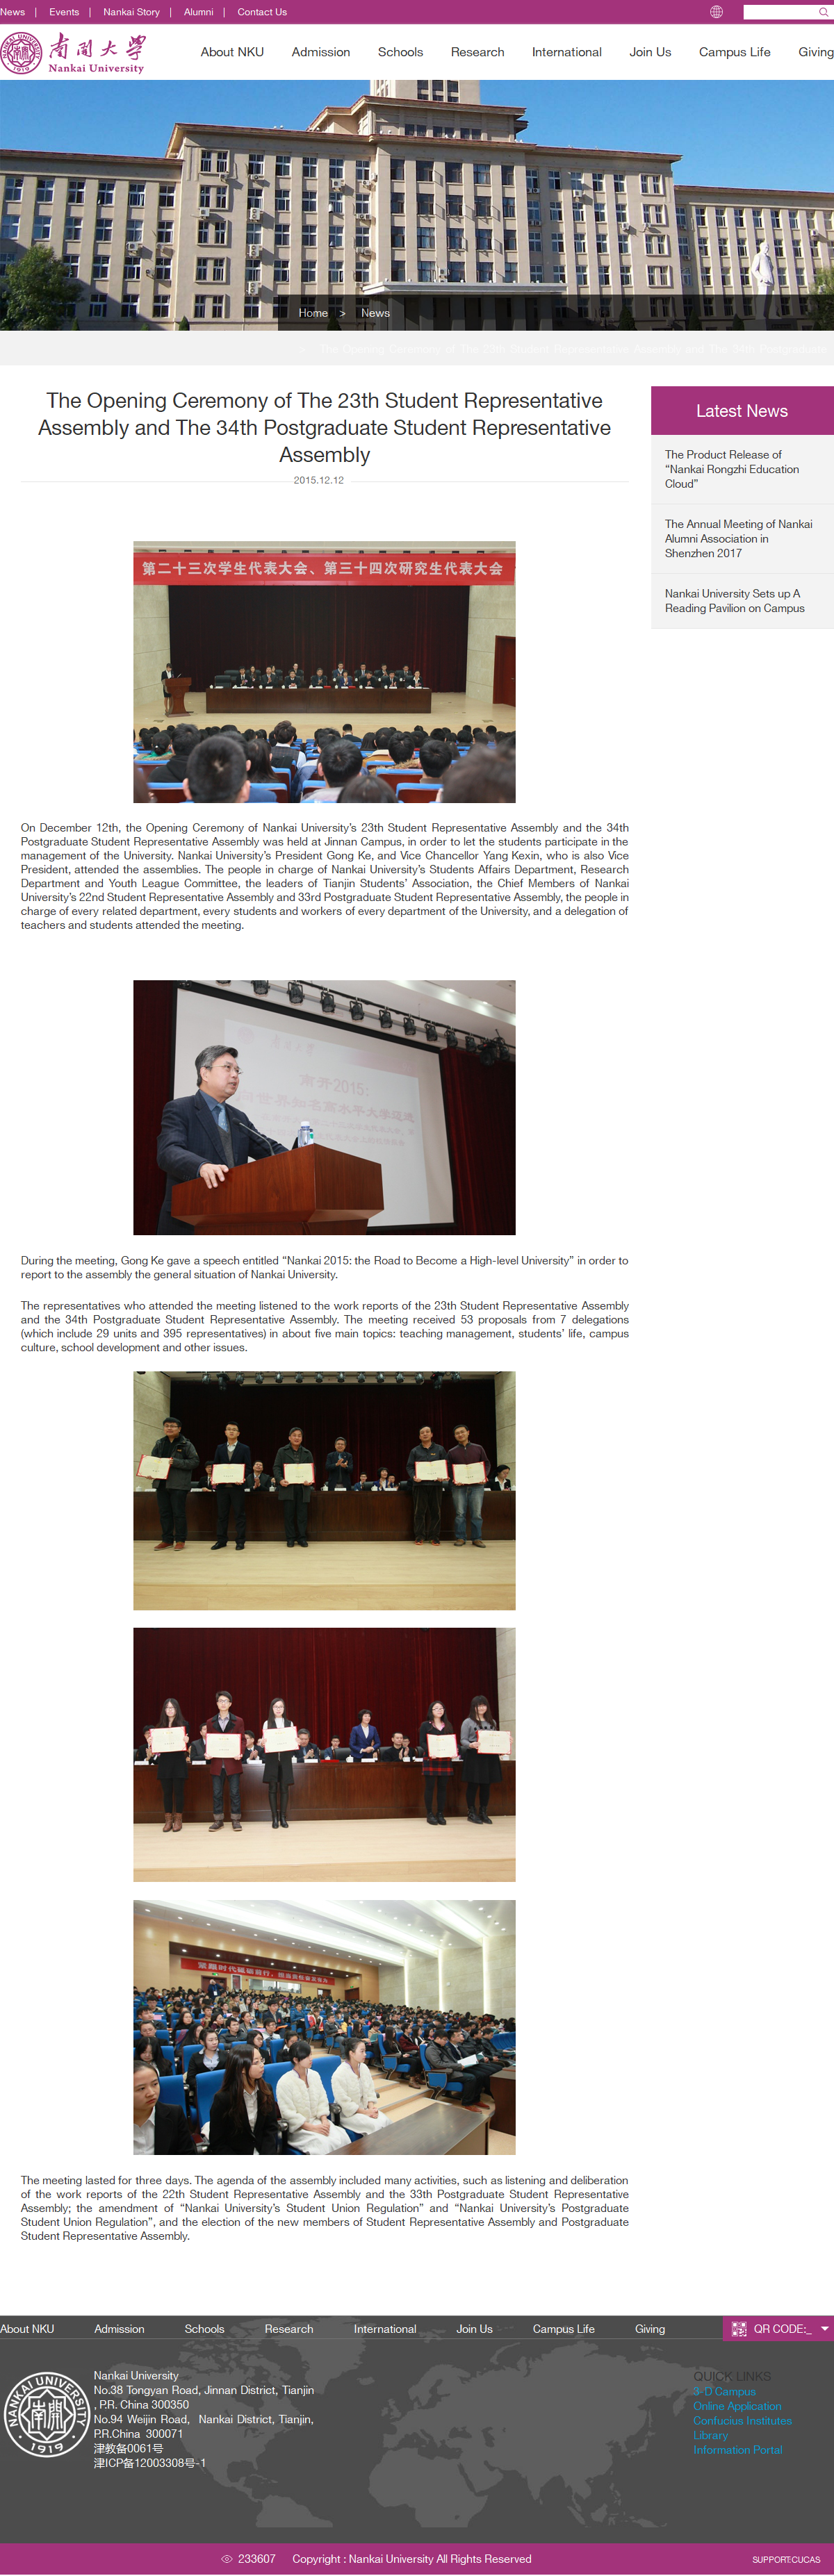 News | Events | Nankai Story | Alumni | Contact Us
南開大学
Nankai University
About NKU Admission Schools Research International Join Us Campus Life Giving
Home > News
> The Opening Ceremony of The 23th Student Representative Assembly and The 34th Postgraduate
The Opening Ceremony of The 23th Student Representative
Assembly and The 34th Postgraduate Student Representative
Assembly
2015.12.12
Latest News
The Product Release of
“Nankai Rongzhi Education
Cloud”
The Annual Meeting of Nankai
Alumni Association in
Shenzhen 2017
Nankai University Sets up A
Reading Pavilion on Campus
第二十三次学生代表大会、第三十四次研究生代表大会
On December 12th, the Opening Ceremony of Nankai University’s 23th Student Representative Assembly and the 34th
Postgraduate Student Representative Assembly was held at Jinnan Campus, in order to let the students participate in the
management of the University. Nankai University’s President Gong Ke, and Vice Chancellor Yang Kexin, who is also Vice
President, attended the assemblies. The people in charge of Nankai University’s Students Affairs Department, Research
Department and Youth League Committee, the leaders of Tianjin Students’ Association, the Chief Members of Nankai
University’s 22nd Student Representative Assembly and 33rd Postgraduate Student Representative Assembly, the people in
charge of every related department, every students and workers of every department of the University, and a delegation of
teachers and students attended the meeting.
南开2015:
世界知名高水平大学迈进
During the meeting, Gong Ke gave a speech entitled “Nankai 2015: the Road to Become a High-level University” in order to
report to the assembly the general situation of Nankai University.
The representatives who attended the meeting listened to the work reports of the 23th Student Representative Assembly
and the 34th Postgraduate Student Representative Assembly. The meeting received 53 proposals from 7 delegations
(which include 29 units and 395 representatives) in about five main topics: teaching management, students’ life, campus
culture, school development and other issues.
The meeting lasted for three days. The agenda of the assembly included many activities, such as listening and deliberation
of the work reports of the 22th Student Representative Assembly and the 33th Postgraduate Student Representative
Assembly; the amendment of “Nankai University’s Student Union Regulation” and “Nankai University’s Postgraduate
Student Union Regulation”, and the election of the new members of Student Representative Assembly and Postgraduate
Student Representative Assembly.
About NKU Admission Schools Research International Join Us Campus Life Giving QR CODE:_
NANKAI UNIVERSITY
1919
Nankai University
No.38 Tongyan Road, Jinnan District, Tianjin
, P.R. China 300350
No.94 Weijin Road, Nankai District, Tianjin,
P.R.China 300071
津教备0061号
津ICP备12003308号-1
QUICK LINKS
3-D Campus
Online Application
Confucius Institutes
Library
Information Portal
233607 Copyright : Nankai University All Rights Reserved
SUPPORT:CUCAS